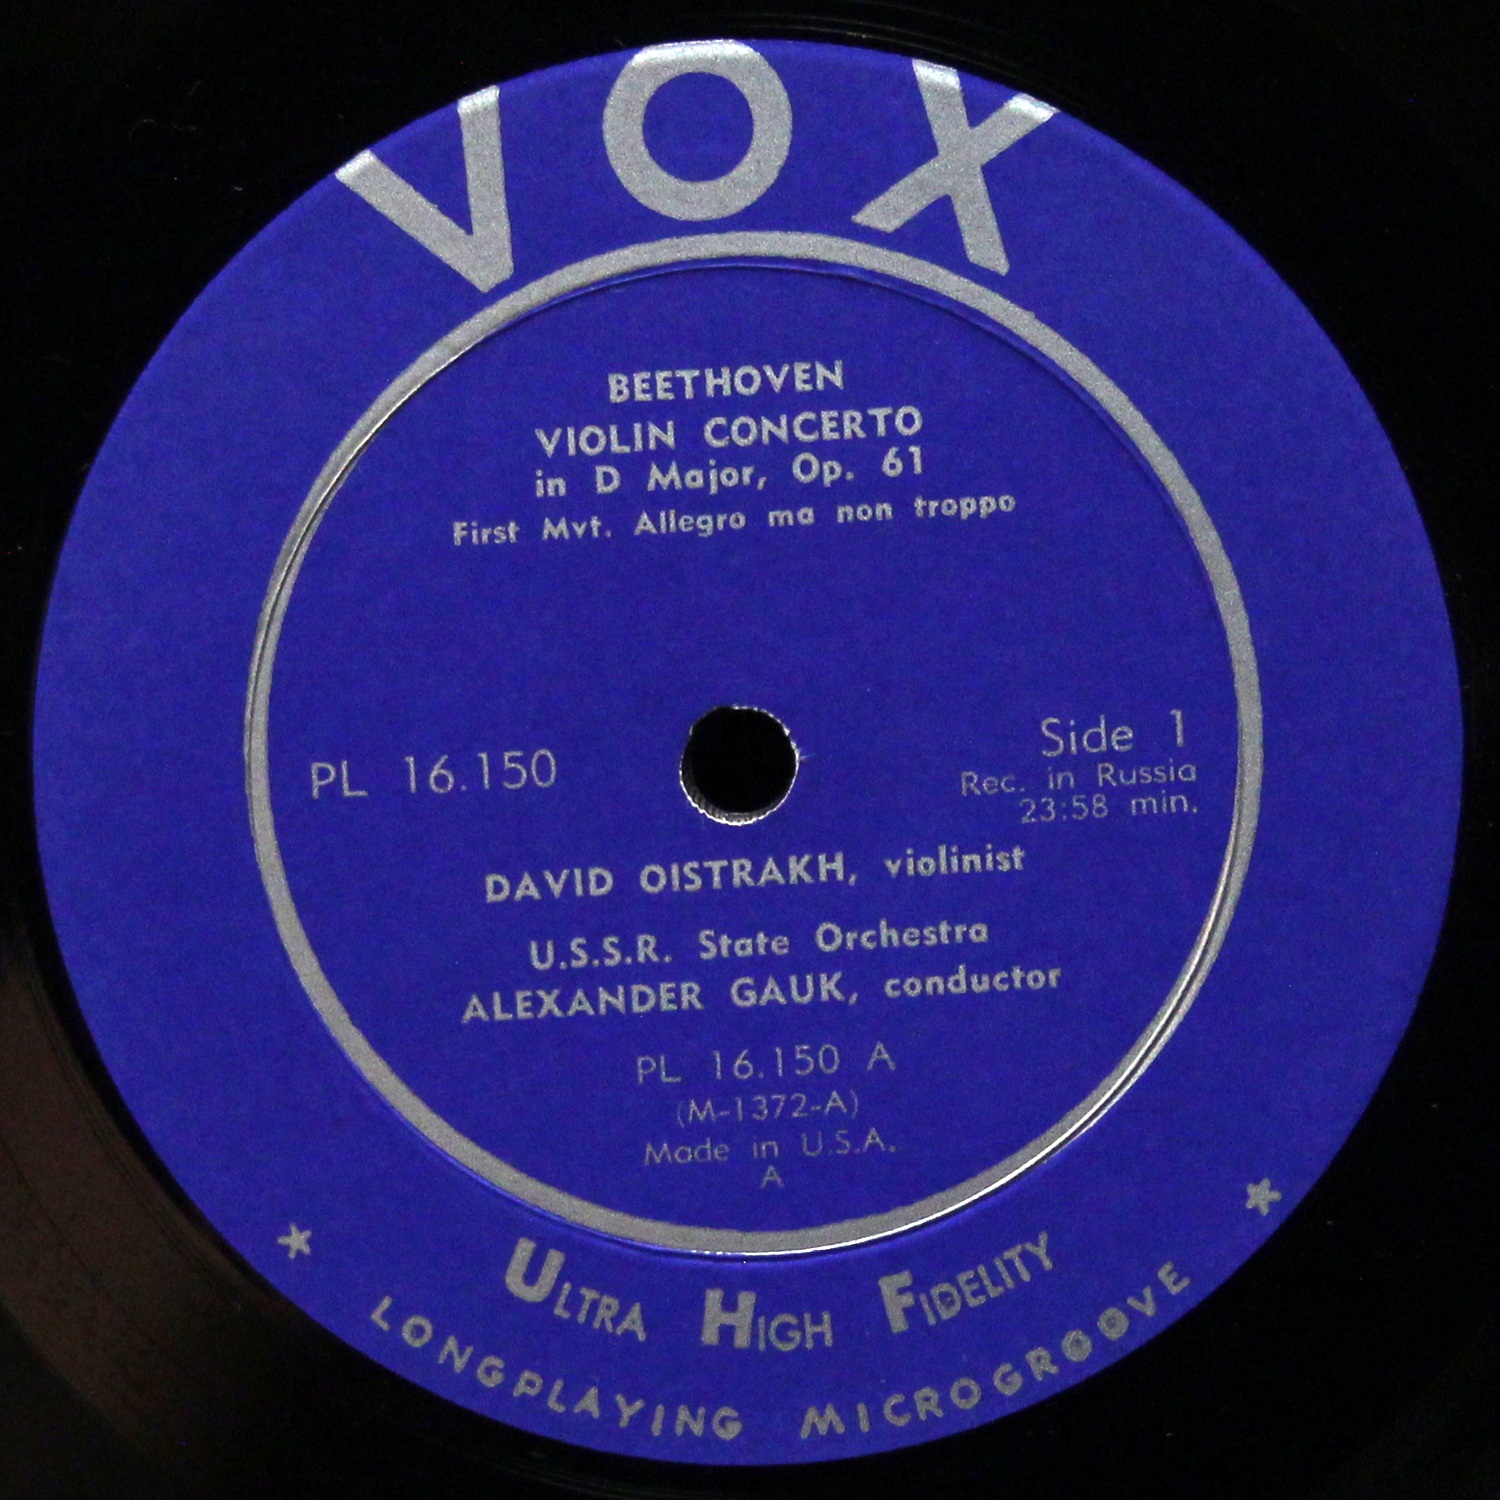 VOX
BEETHOVEN
VIOLIN CONCERTO
in D Major, Op. 61
First Mvt. Allegro ma non troppo
PL 16.150
Side 1
Rec. in Russia
23:58 min.
DAVID OISTRAKH, violinist
U.S.S.R. State Orchestra
ALEXANDER GAUK, conductor
PL 16.150 A
(M-1372-A)
Made in U.S.A.
A
ULTRA HIGH FIDELITY
LONGPLAYING MICROGROOVE